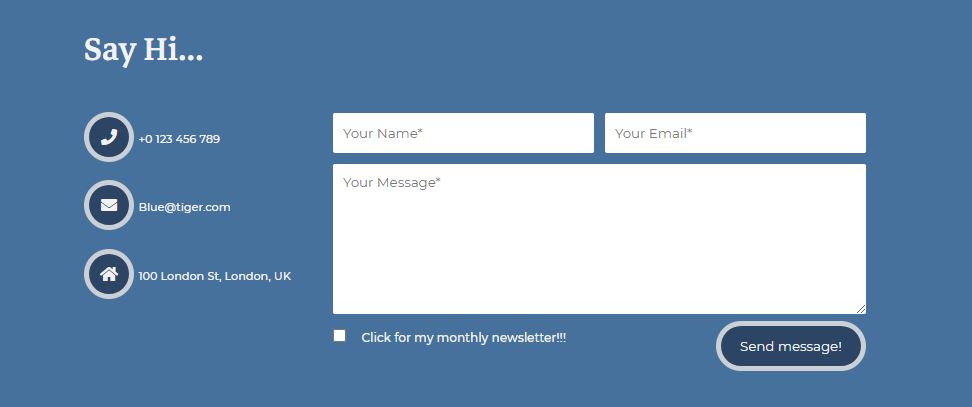 Say Hi...
+0 123 456 789
Blue@tiger.com
100 London St, London, UK
Your Name*
Your Email*
Your Message*
Click for my monthly newsletter!!!
Send message!